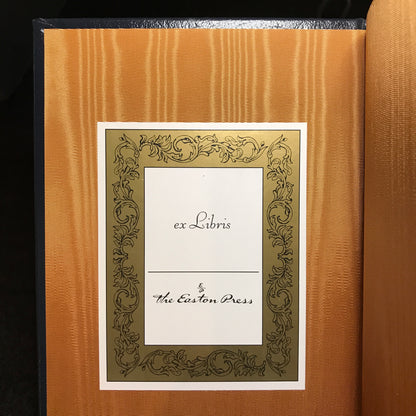 ex Libris
The Easton Press